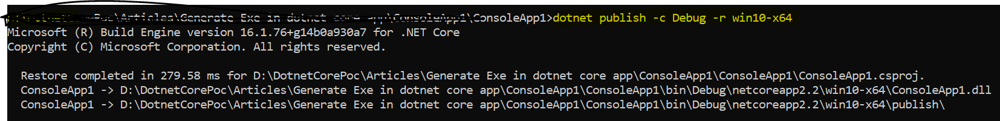 CorePoc\Articles\Generate Exe in dotnet core app\ConsoleApp1\ConsoleApp1>dotnet publish -c Debug -r win10-x64
Microsoft (R) Build Engine version 16.1.76+g14b0a930a7 for .NET Core
Copyright (C) Microsoft Corporation. All rights reserved.
Restore completed in 279.58 ms for D:\DotnetCorePoc\Articles\Generate Exe in dotnet core app\ConsoleApp1\ConsoleApp1\ConsoleApp1.csproj.
ConsoleApp1 -> D:\DotnetCorePoc\Articles\Generate Exe in dotnet core app\ConsoleApp1\ConsoleApp1\bin\Debug\netcoreapp2.2\win10-x64\ConsoleApp1.dll
ConsoleApp1 -> D:\DotnetCorePoc\Articles\Generate Exe in dotnet core app\ConsoleApp1\ConsoleApp1\bin\Debug\netcoreapp2.2\win10-x64\publish\